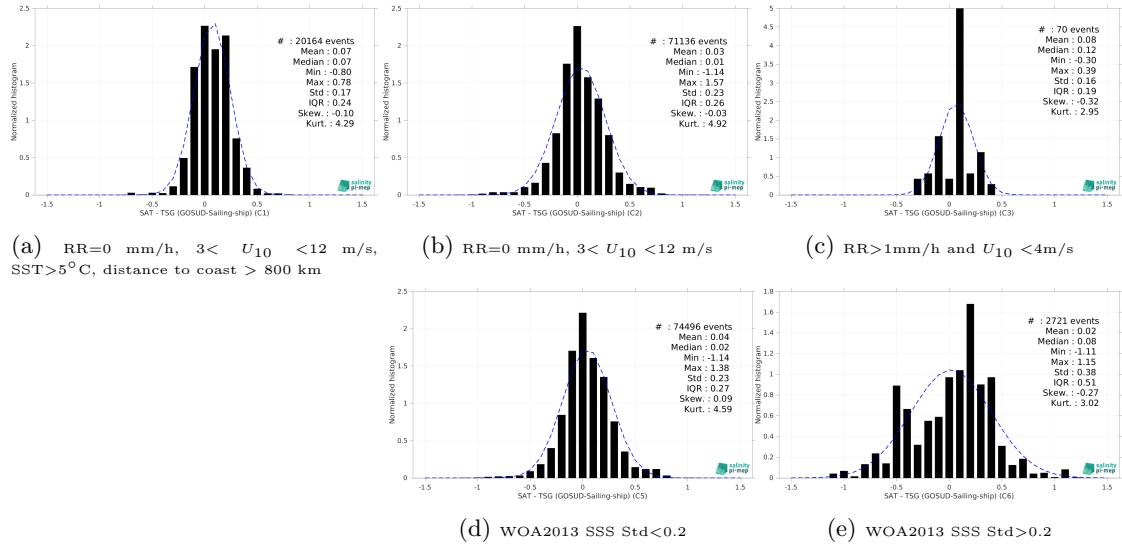 2.5
2
1.5
1
0.5
0
Normalized histogram
# : 20164 events
Mean : 0.07
Median : 0.07
Min : -0.80
Max : 0.78
Std : 0.17
IQR : 0.24
Skew. : -0.10
Kurt. : 4.29
salinity
pi-mep
-1.5 -1 -0.5 0 0.5 1 1.5
SAT - TSG (GOSUD-Sailing-ship) (C1)
(a) RR=0 mm/h, 3< U10 <12 m/s,
SST>5°C, distance to coast > 800 km
2.5
2
1.5
1
0.5
0
Normalized histogram
# : 71136 events
Mean : 0.03
Median : 0.01
Min : -1.14
Max : 1.57
Std : 0.23
IQR : 0.26
Skew. : -0.03
Kurt. : 4.92
salinity
pi-mep
-1.5 -1 -0.5 0 0.5 1 1.5
SAT - TSG (GOSUD-Sailing-ship) (C2)
(b) RR=0 mm/h, 3< U10 <12 m/s
5
4.5
4
3.5
3
2.5
2
1.5
1
0.5
0
Normalized histogram
# : 70 events
Mean : 0.08
Median : 0.12
Min : -0.30
Max : 0.39
Std : 0.16
IQR : 0.19
Skew. : -0.32
Kurt. : 2.95
salinity
pi-mep
-1.5 -1 -0.5 0 0.5 1 1.5
SAT - TSG (GOSUD-Sailing-ship) (C3)
(c) RR>1mm/h and U10 <4m/s
2.5
2
1.5
1
0.5
0
Normalized histogram
# : 74496 events
Mean : 0.04
Median : 0.02
Min : -1.14
Max : 1.38
Std : 0.23
IQR : 0.27
Skew. : 0.09
Kurt. : 4.59
salinity
pi-mep
-1.5 -1 -0.5 0 0.5 1 1.5
SAT - TSG (GOSUD-Sailing-ship) (C5)
(d) WOA2013 SSS Std<0.2
1.8
1.6
1.4
1.2
1
0.8
0.6
0.4
0.2
0
Normalized histogram
# : 2721 events
Mean : 0.02
Median : 0.08
Min : -1.11
Max : 1.15
Std : 0.38
IQR : 0.51
Skew. : -0.27
Kurt. : 3.02
salinity
pi-mep
-1.5 -1 -0.5 0 0.5 1 1.5
SAT - TSG (GOSUD-Sailing-ship) (C6)
(e) WOA2013 SSS Std>0.2